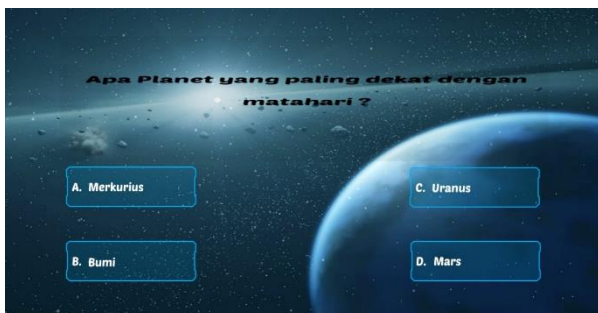 Apa Planet yang paling dekat dengan
matahari ?
A. Merkurius
C. Uranus
B. Bumi
D. Mars